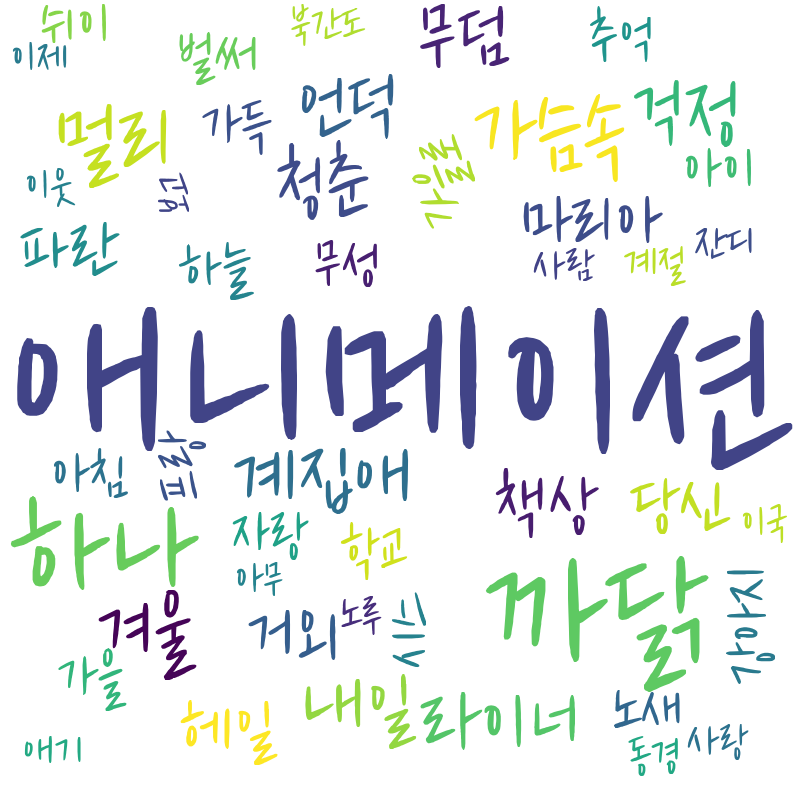 쉬이
북간도
무덤
추억
이제
벌써
멀리
가득
언덕
가슴속
걱정
아이
이웃
청춘
가일
마리아
파란
하늘
무성
사람
계절
잔디
애니메이션
아침
프랑시
계집애
책상
당신
이국
하나
자랑
학교
아무
까닭
강아지
겨울
거외
노루
가을
헤일
내일
라이너
노새
애기
동경
사랑